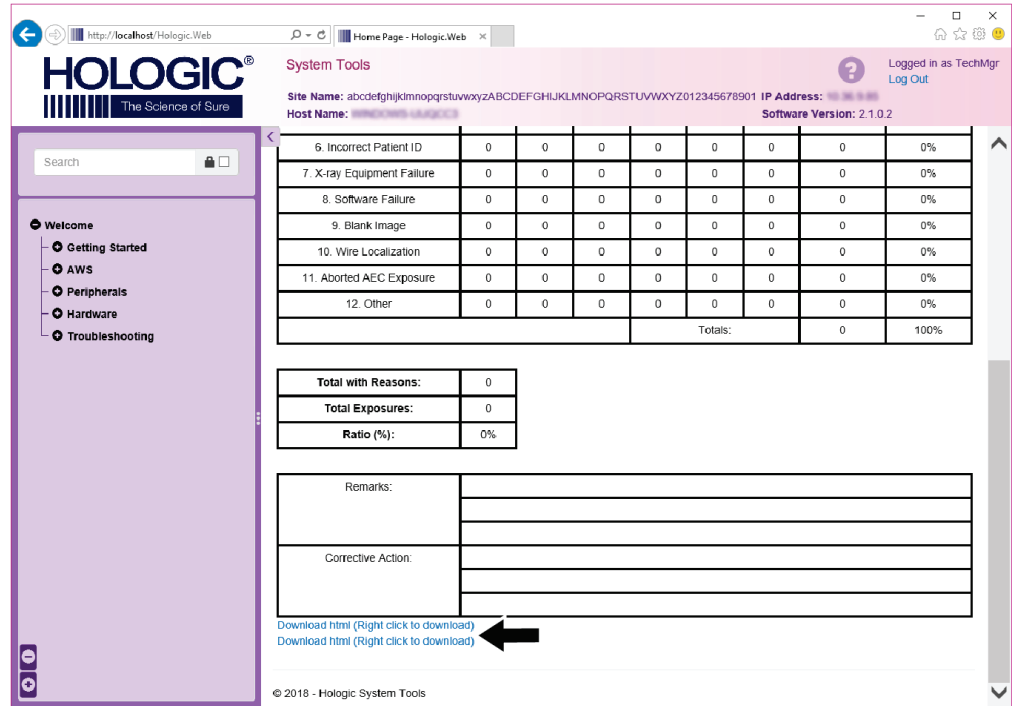 http://localhost/Hologic.Web
Home Page - Hologic.Web
HOLOGIC®
The Science of Sure
System Tools
Logged in as TechMgr
Log Out
Site Name: abcdefghijklmnopqrstuvwxyzABCDEFGHIJKLMNOPQRSTUVWXYZ012345678901 IP Address:
Host Name:
Software Version: 2.1.0.2
Search
Welcome
Getting Started
AWS
Peripherals
Hardware
Troubleshooting
6. Incorrect Patient ID 0 0 0 0 0 0 0 0%
7. X-ray Equipment Failure 0 0 0 0 0 0 0 0%
8. Software Failure 0 0 0 0 0 0 0 0%
9. Blank Image 0 0 0 0 0 0 0 0%
10. Wire Localization 0 0 0 0 0 0 0 0%
11. Aborted AEC Exposure 0 0 0 0 0 0 0 0%
12. Other 0 0 0 0 0 0 0 0%
Totals: 0 100%
Total with Reasons: 0
Total Exposures: 0
Ratio (%): 0%
Remarks:
Corrective Action:
Download html (Right click to download)
Download html (Right click to download)
© 2018 - Hologic System Tools